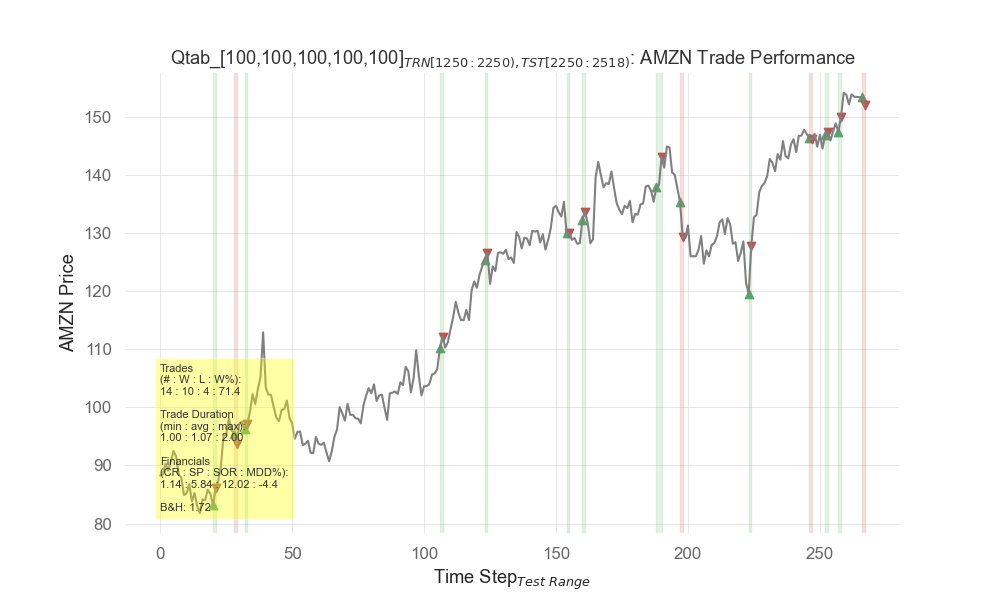 Qtab_[100,100,100,100,100]TRN[1250:2250),TST[2250:2518): AMZN Trade Performance
150
140
130
120
110
100
90
80
AMZN Price
Trades
(# : W : L : W%):
14 : 10 : 4 : 71.4
Trade Duration
(min : avg : max):
1.00 : 1.07 : 2.00
Financials
(CR : SP : SOR : MDD%):
1.14 : 5.84 : 12.02 : -4.4
B&H: 1.72
0 50 100 150 200 250
Time StepTest Range